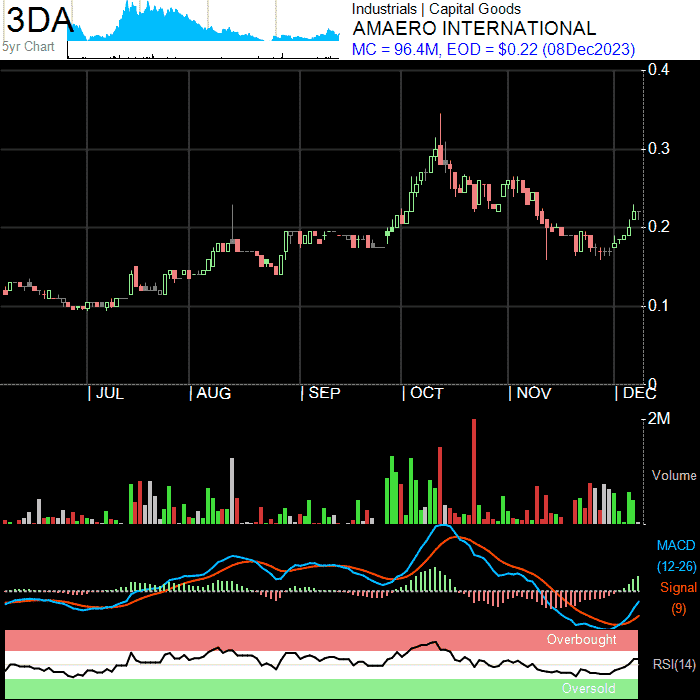 3DA
5yr Chart
Industrials | Capital Goods
AMAERO INTERNATIONAL
MC = 96.4M, EOD = $0.22 (08Dec2023)
0.4
0.3
0.2
0.1
0
| JUL | AUG | SEP | OCT | NOV | DEC
2M
Volume
MACD
(12-26)
Signal
(9)
Overbought
RSI(14)
Oversold